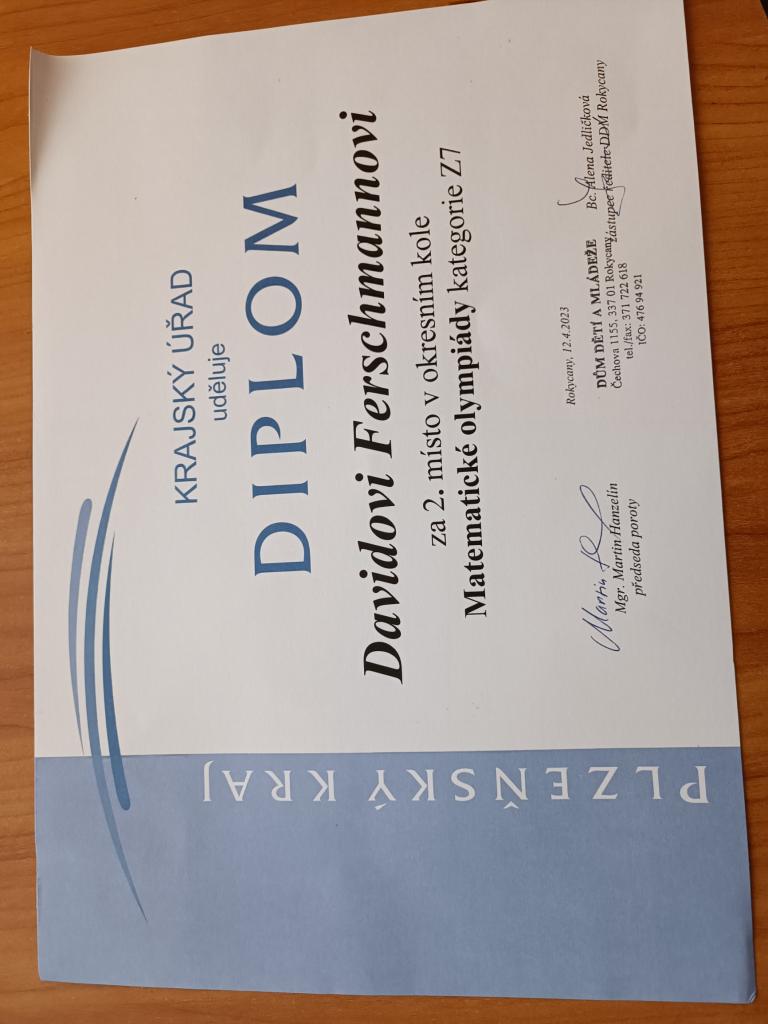 PLZEŇSKÝ KRAJ
KRAJSKÝ ÚŘAD
uděluje
DIPLOM
Davidovi Ferschmannovi
za 2. místo v okresním kole
Matematické olympiády kategorie Z7
Rokycany, 12.4.2023
Martin
Mgr. Martin Hanzelín
předseda poroty
DŮM DĚTÍ A MLÁDEŽE
Čechova 1155, 337 01 Rokycany
tel./fax: 371 722 618
IČO: 476 94 921
Bc. Alena Jedličková
zástupce ředitele DDM Rokycany